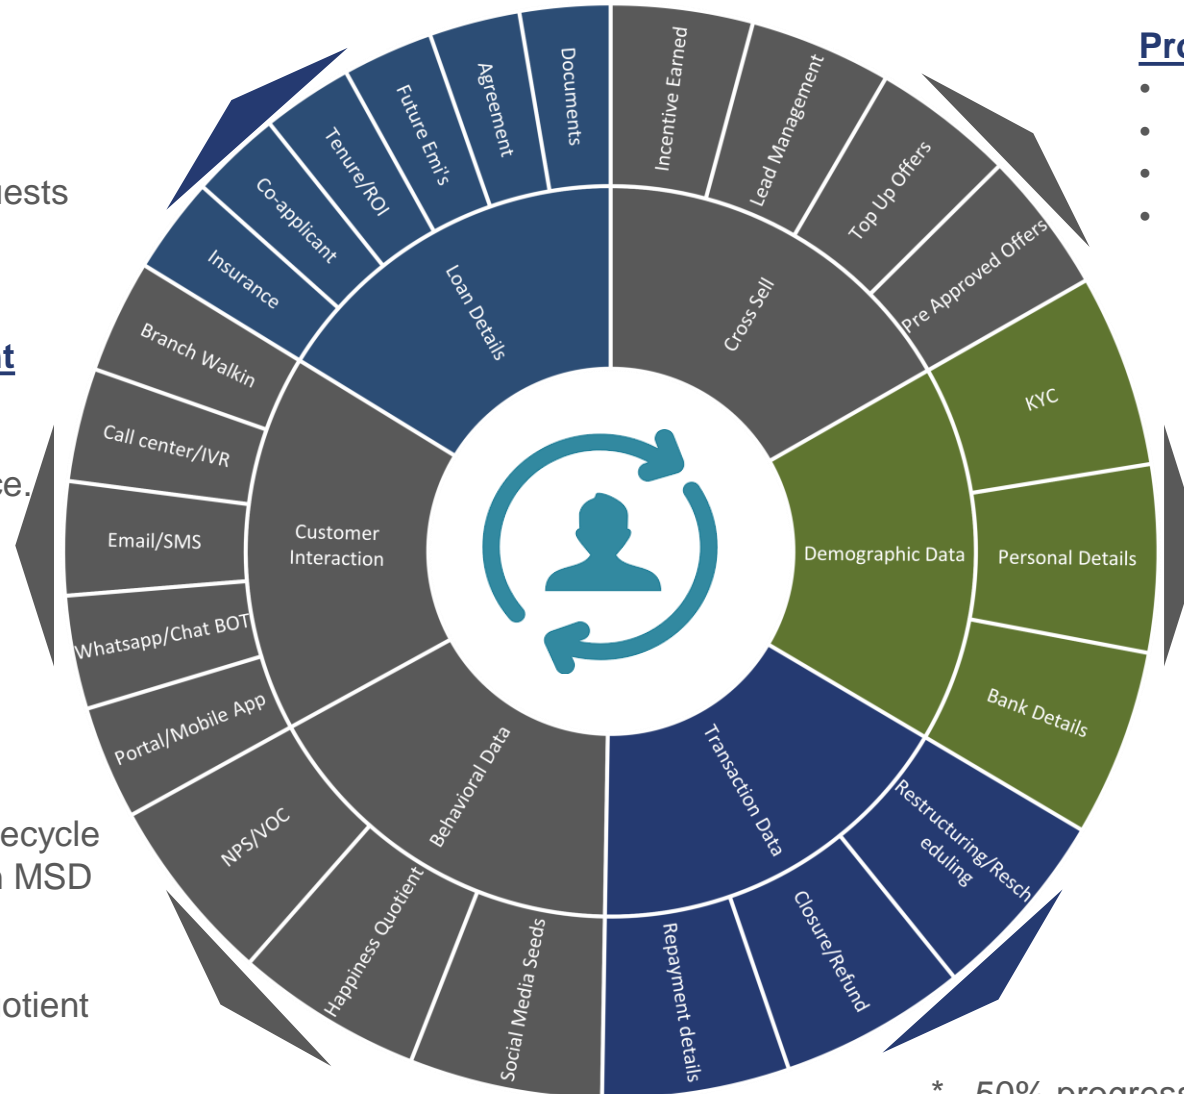 Pro
uests
nt
ce.
ecycle
n MSD
otient
* 50% progress
Incentive Earned
Lead Management
Top Up Offers
Pre Approved Offers
Cross Sell
KYC
Personal Details
Bank Details
Demographic Data
Restructuring/Resch
eduling
Closure/Refund
Repayment details
Transaction Data
Social Media Seeds
Happiness Quotient
NPS/VOC
Behavioral Data
Portal/Mobile App
Whatsapp/Chat BOT
Email/SMS
Call center/IVR
Branch Walkin
Customer
Interaction
Insurance
Co-applicant
Tenure/ROI
Future Emi's
Agreement
Documents
Loan Details